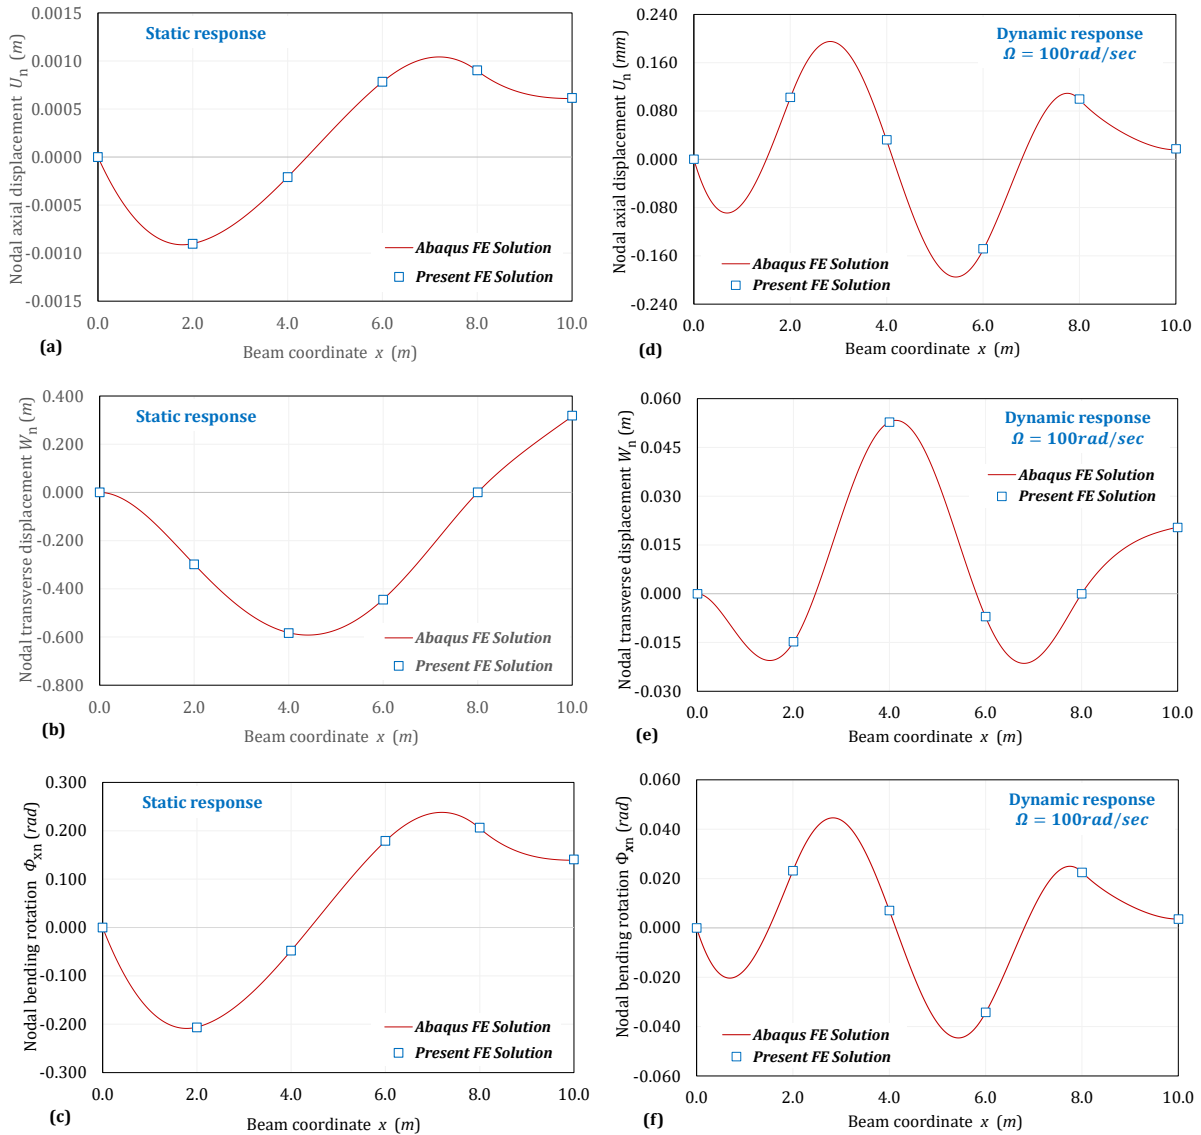 0.0015
0.0010
0.0005
0.0000
-0.0005
-0.0010
-0.0015
Nodal axial displacement Uₙ (m)
Static response
Abaqus FE Solution
Present FE Solution
0.0 2.0 4.0 6.0 8.0 10.0
(a)
Beam coordinate x (m)
0.240
0.160
0.080
0.000
-0.080
-0.160
-0.240
Nodal axial displacement Uₙ (mm)
Dynamic response
Ω = 100rad/sec
Abaqus FE Solution
Present FE Solution
0.0 2.0 4.0 6.0 8.0 10.0
(d)
Beam coordinate x (m)
0.400
0.200
0.000
-0.200
-0.400
-0.600
-0.800
Nodal transverse displacement Wₙ (m)
Static response
Abaqus FE Solution
Present FE Solution
0.0 2.0 4.0 6.0 8.0 10.0
(b)
Beam coordinate x (m)
0.060
0.045
0.030
0.015
0.000
-0.015
-0.030
Nodal transverse displacement Wₙ (m)
Dynamic response
Ω = 100rad/sec
Abaqus FE Solution
Present FE Solution
0.0 2.0 4.0 6.0 8.0 10.0
(e)
Beam coordinate x (m)
0.300
0.200
0.100
0.000
-0.100
-0.200
-0.300
Nodal bending rotation Φₓₙ (rad)
Static response
Abaqus FE Solution
Present FE Solution
0.0 2.0 4.0 6.0 8.0 10.0
(c)
Beam coordinate x (m)
0.060
0.040
0.020
0.000
-0.020
-0.040
-0.060
Nodal bending rotation Φₓₙ (rad)
Dynamic response
Ω = 100rad/sec
Abaqus FE Solution
Present FE Solution
0.0 2.0 4.0 6.0 8.0 10.0
(f)
Beam coordinate x (m)